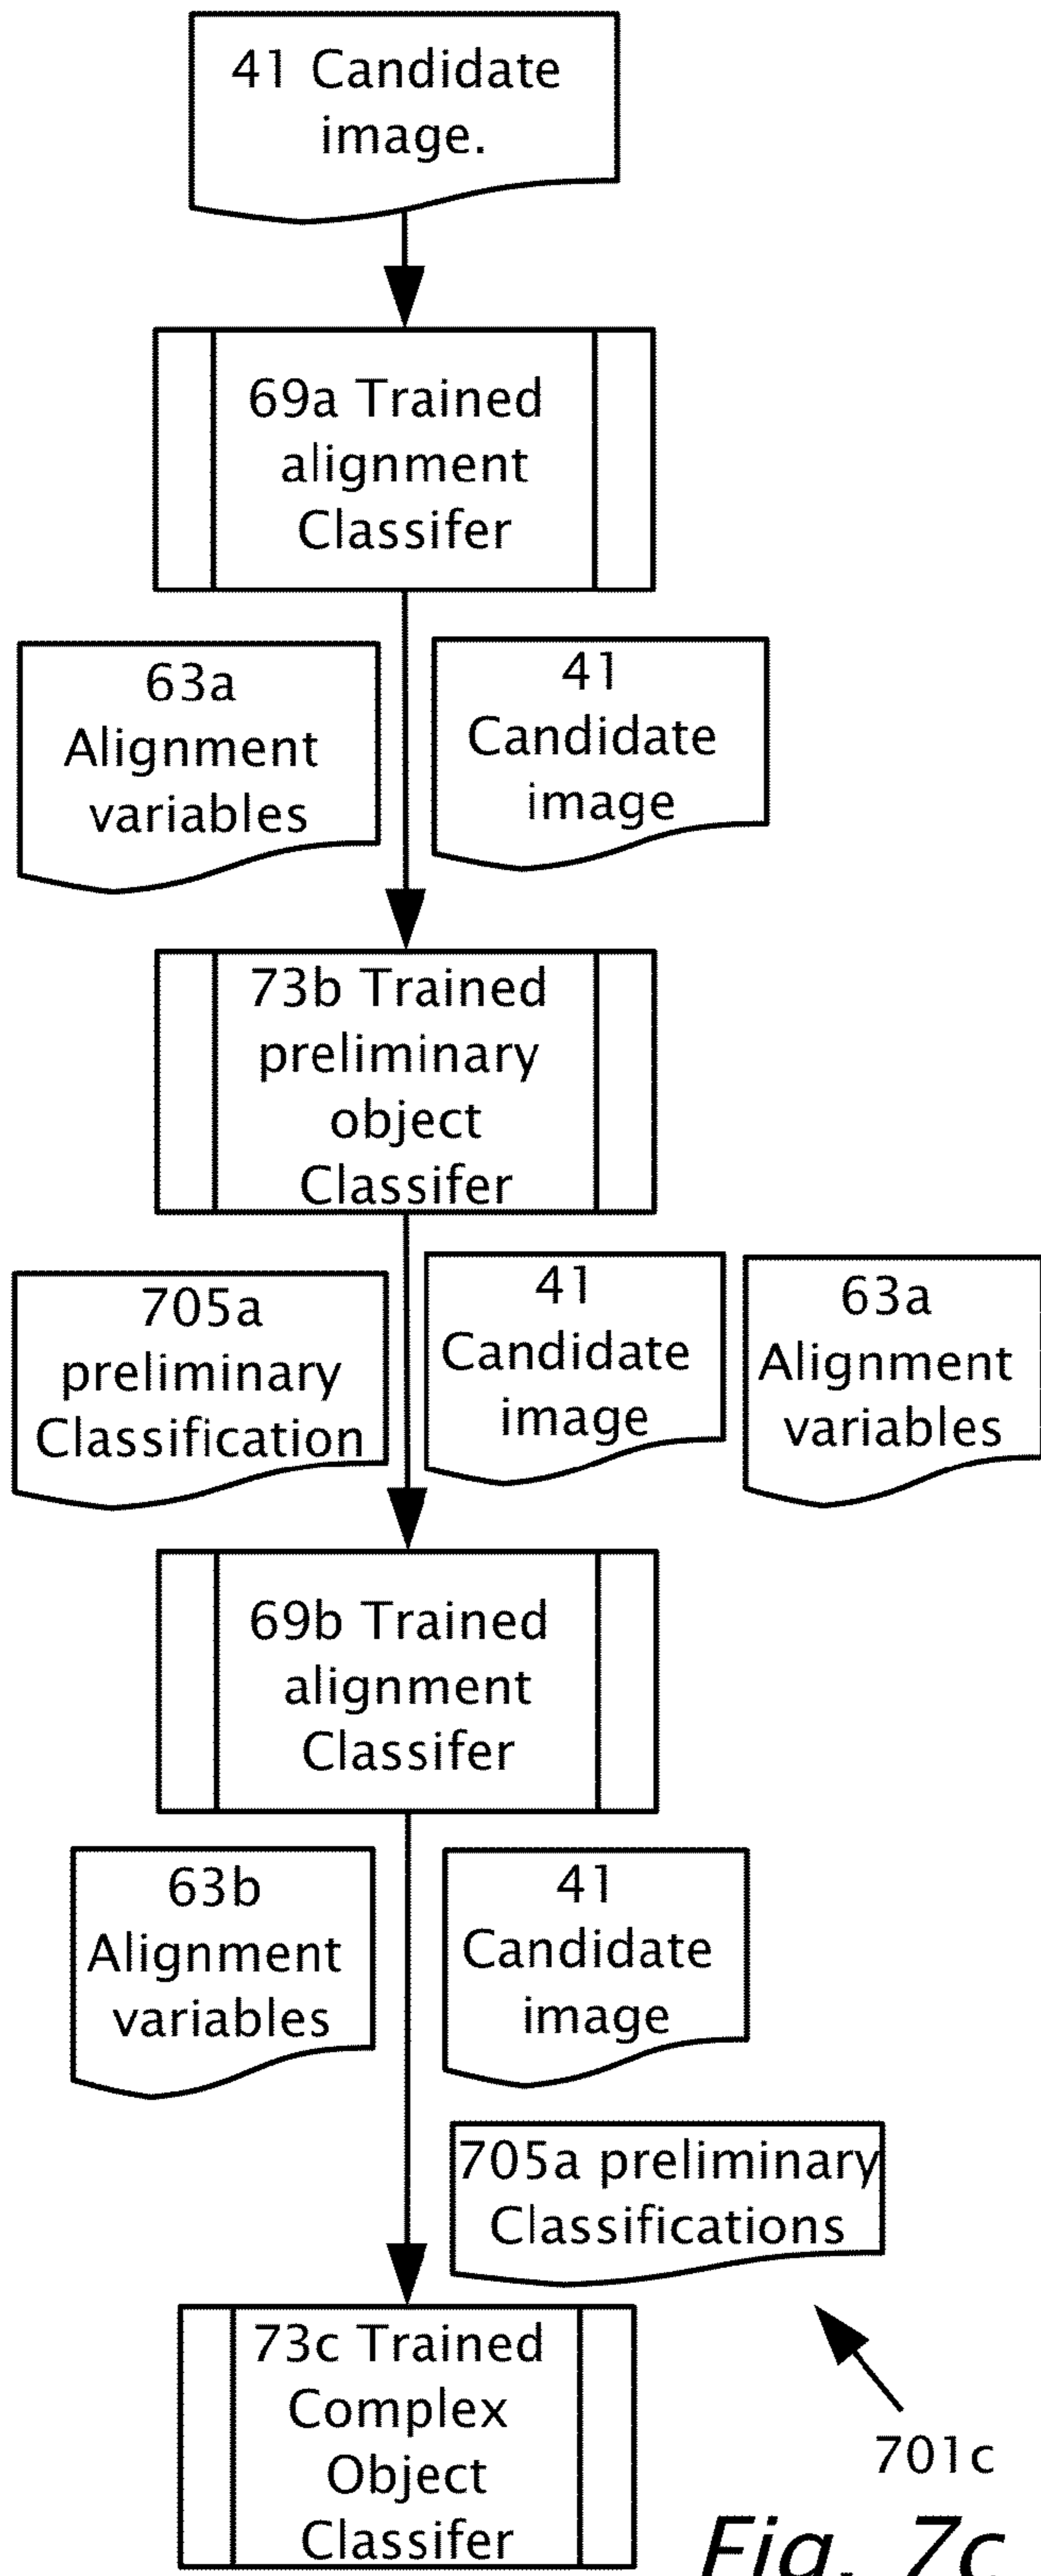 41 Candidate
image.
69a Trained
alignment
Classifer
63a
Alignment
variables
41
Candidate
image
73b Trained
preliminary
object
Classifer
705a
preliminary
Classification
41
Candidate
image
63a
Alignment
variables
69b Trained
alignment
Classifer
63b
Alignment
variables
41
Candidate
image
705a preliminary
Classifications
73c Trained
Complex
Object
Classifer
701c
Fig. 7c